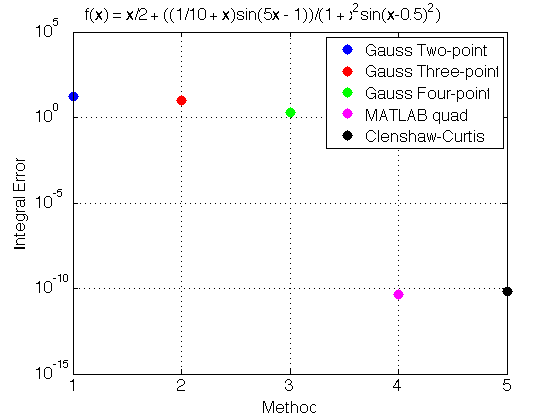 f(x) = x/2 + ((1/10 + x)sin(5x - 1))/(1 + x²sin(x-0.5)²)
10⁵
10⁰
10⁻⁵
10⁻¹⁰
10⁻¹⁵
Integral Error
Gauss Two-point
Gauss Three-point
Gauss Four-point
MATLAB quad
Clenshaw-Curtis
1 2 3 4 5
Method